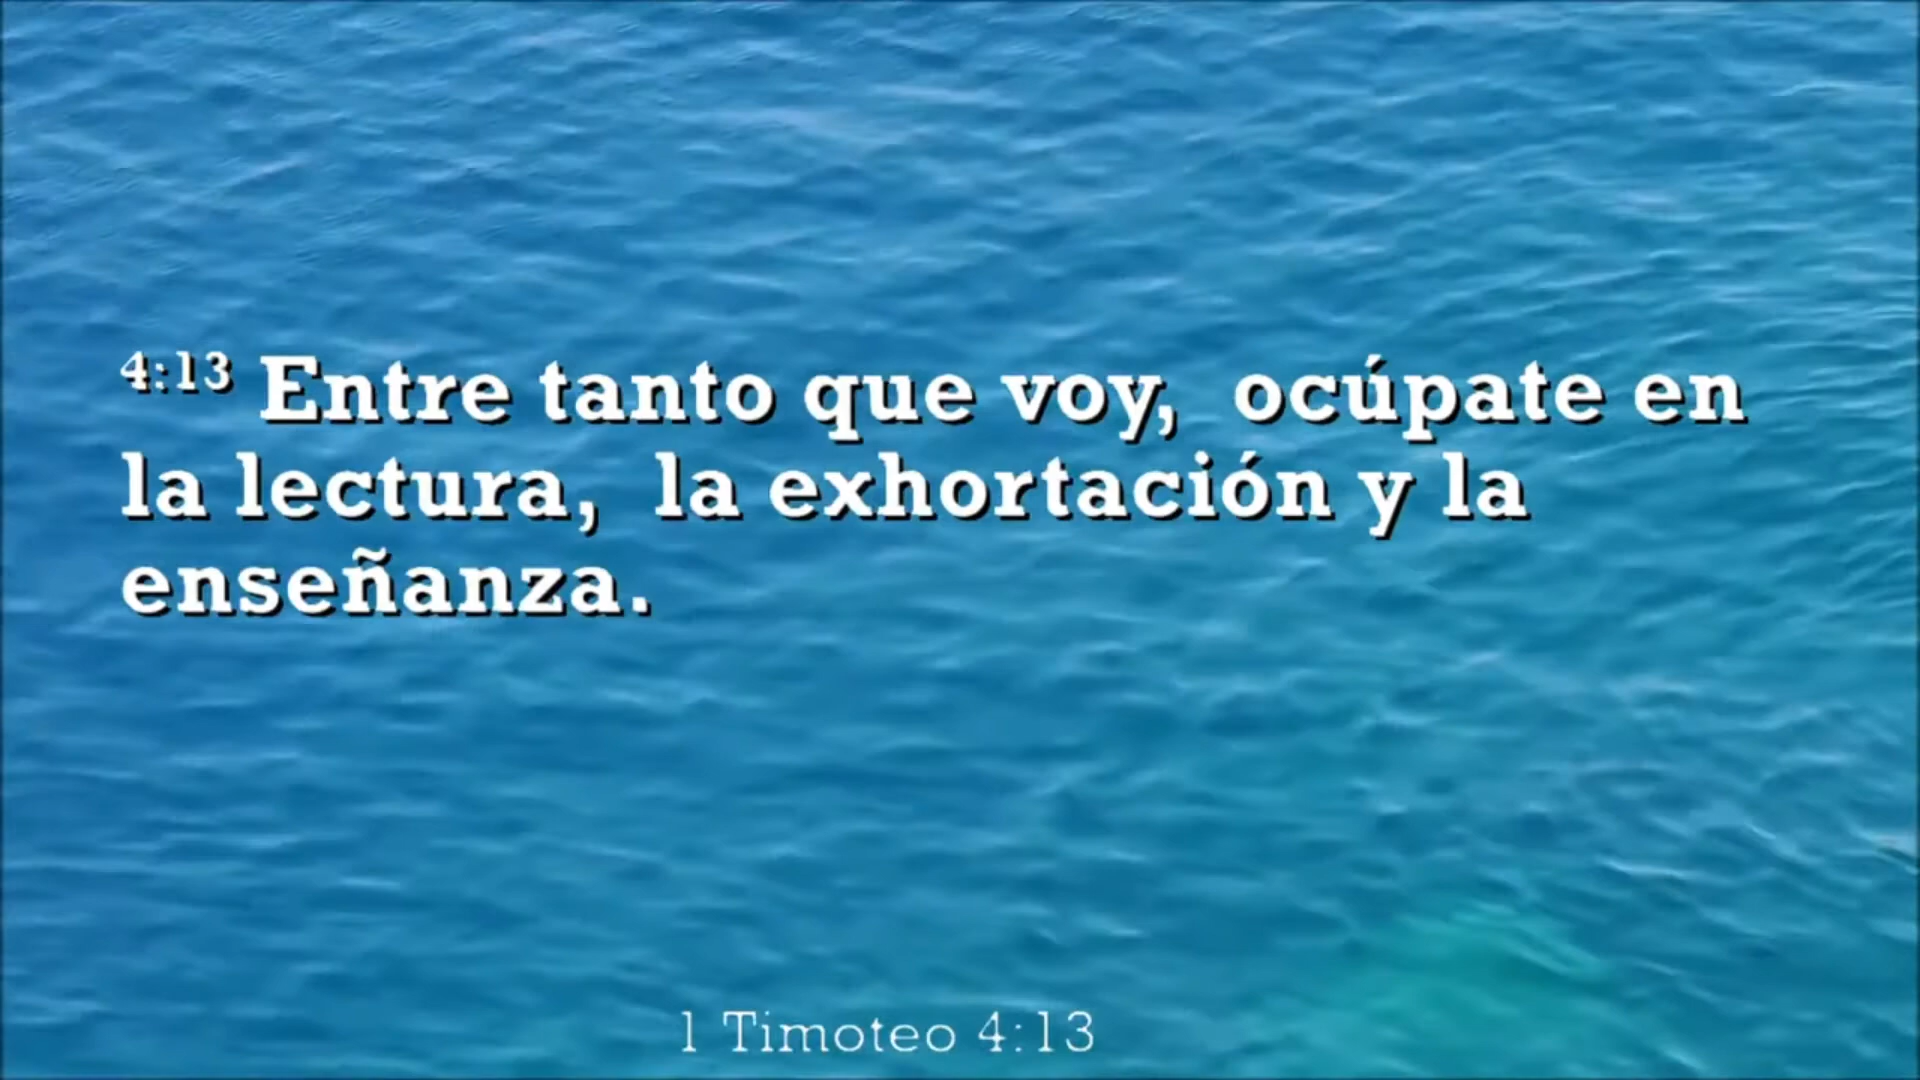 4:13 Entre tanto que voy, ocúpate en
la lectura, la exhortación y la
enseñanza.
1 Timoteo 4:13